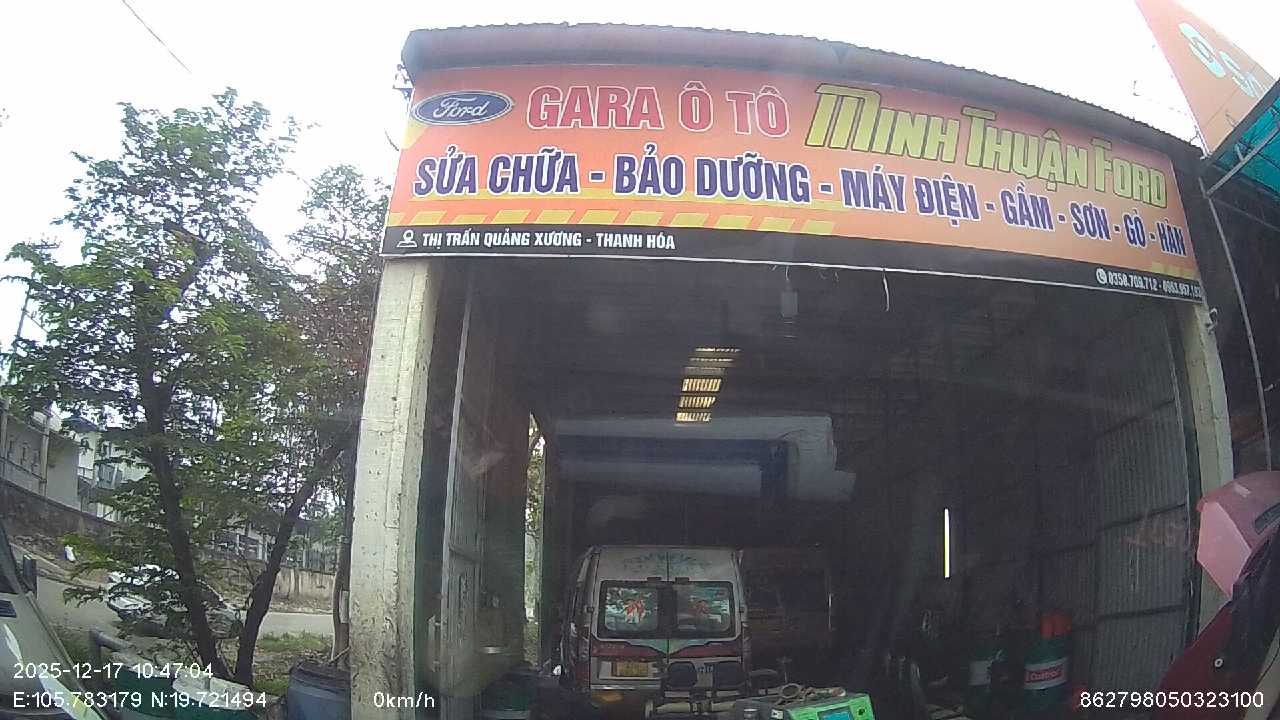 Ford
GARA Ô TÔ MINH THUẬN FORD
SỬA CHỮA - BẢO DƯỠNG - MÁY ĐIỆN - GẦM - SƠN - GÒ - HÀN
THỊ TRẤN QUẢNG XƯƠNG - THANH HÓA
Castrol
2025-12-17 10:47:04
E:105.783179 N:19.721494
0km/h
862798050323100